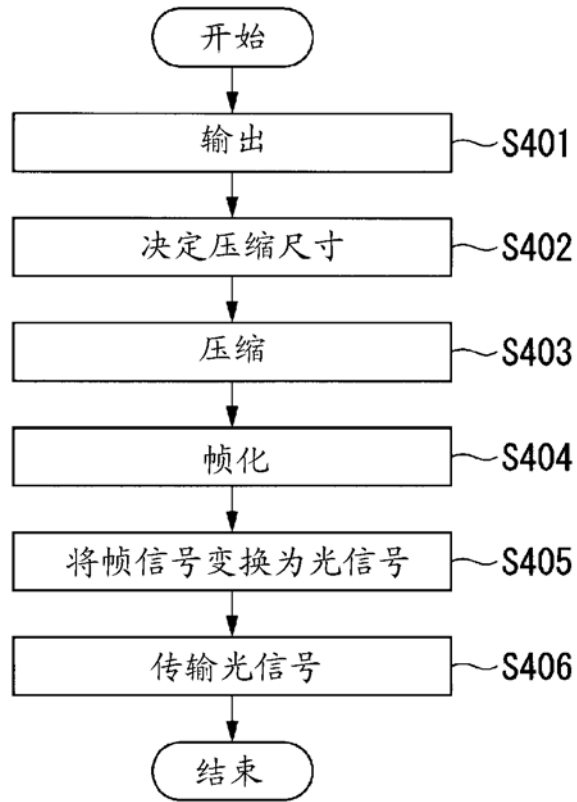 开始
输出 S401
决定压缩尺寸 S402
压缩 S403
帧化 S404
将帧信号变换为光信号 S405
传输光信号 S406
结束